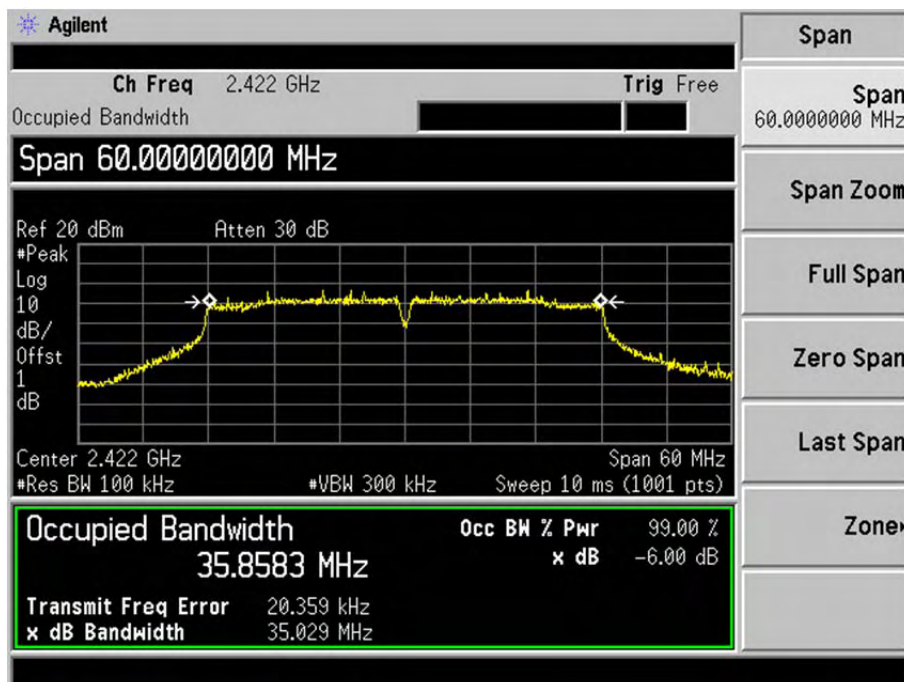 Agilent
Span
Ch Freq 2.422 GHz Trig Free
Occupied Bandwidth
Span
60.0000000 MHz
Span 60.00000000 MHz
Span Zoom
Ref 20 dBm Atten 30 dB
#Peak
Log
10
dB/
Offst
1
dB
Full Span
Zero Span
Last Span
Center 2.422 GHz Span 60 MHz
#Res BW 100 kHz #VBW 300 kHz Sweep 10 ms (1001 pts)
Occupied Bandwidth Occ BW % Pwr 99.00 %
35.8583 MHz x dB -6.00 dB
Zone
Transmit Freq Error 20.359 kHz
x dB Bandwidth 35.029 MHz